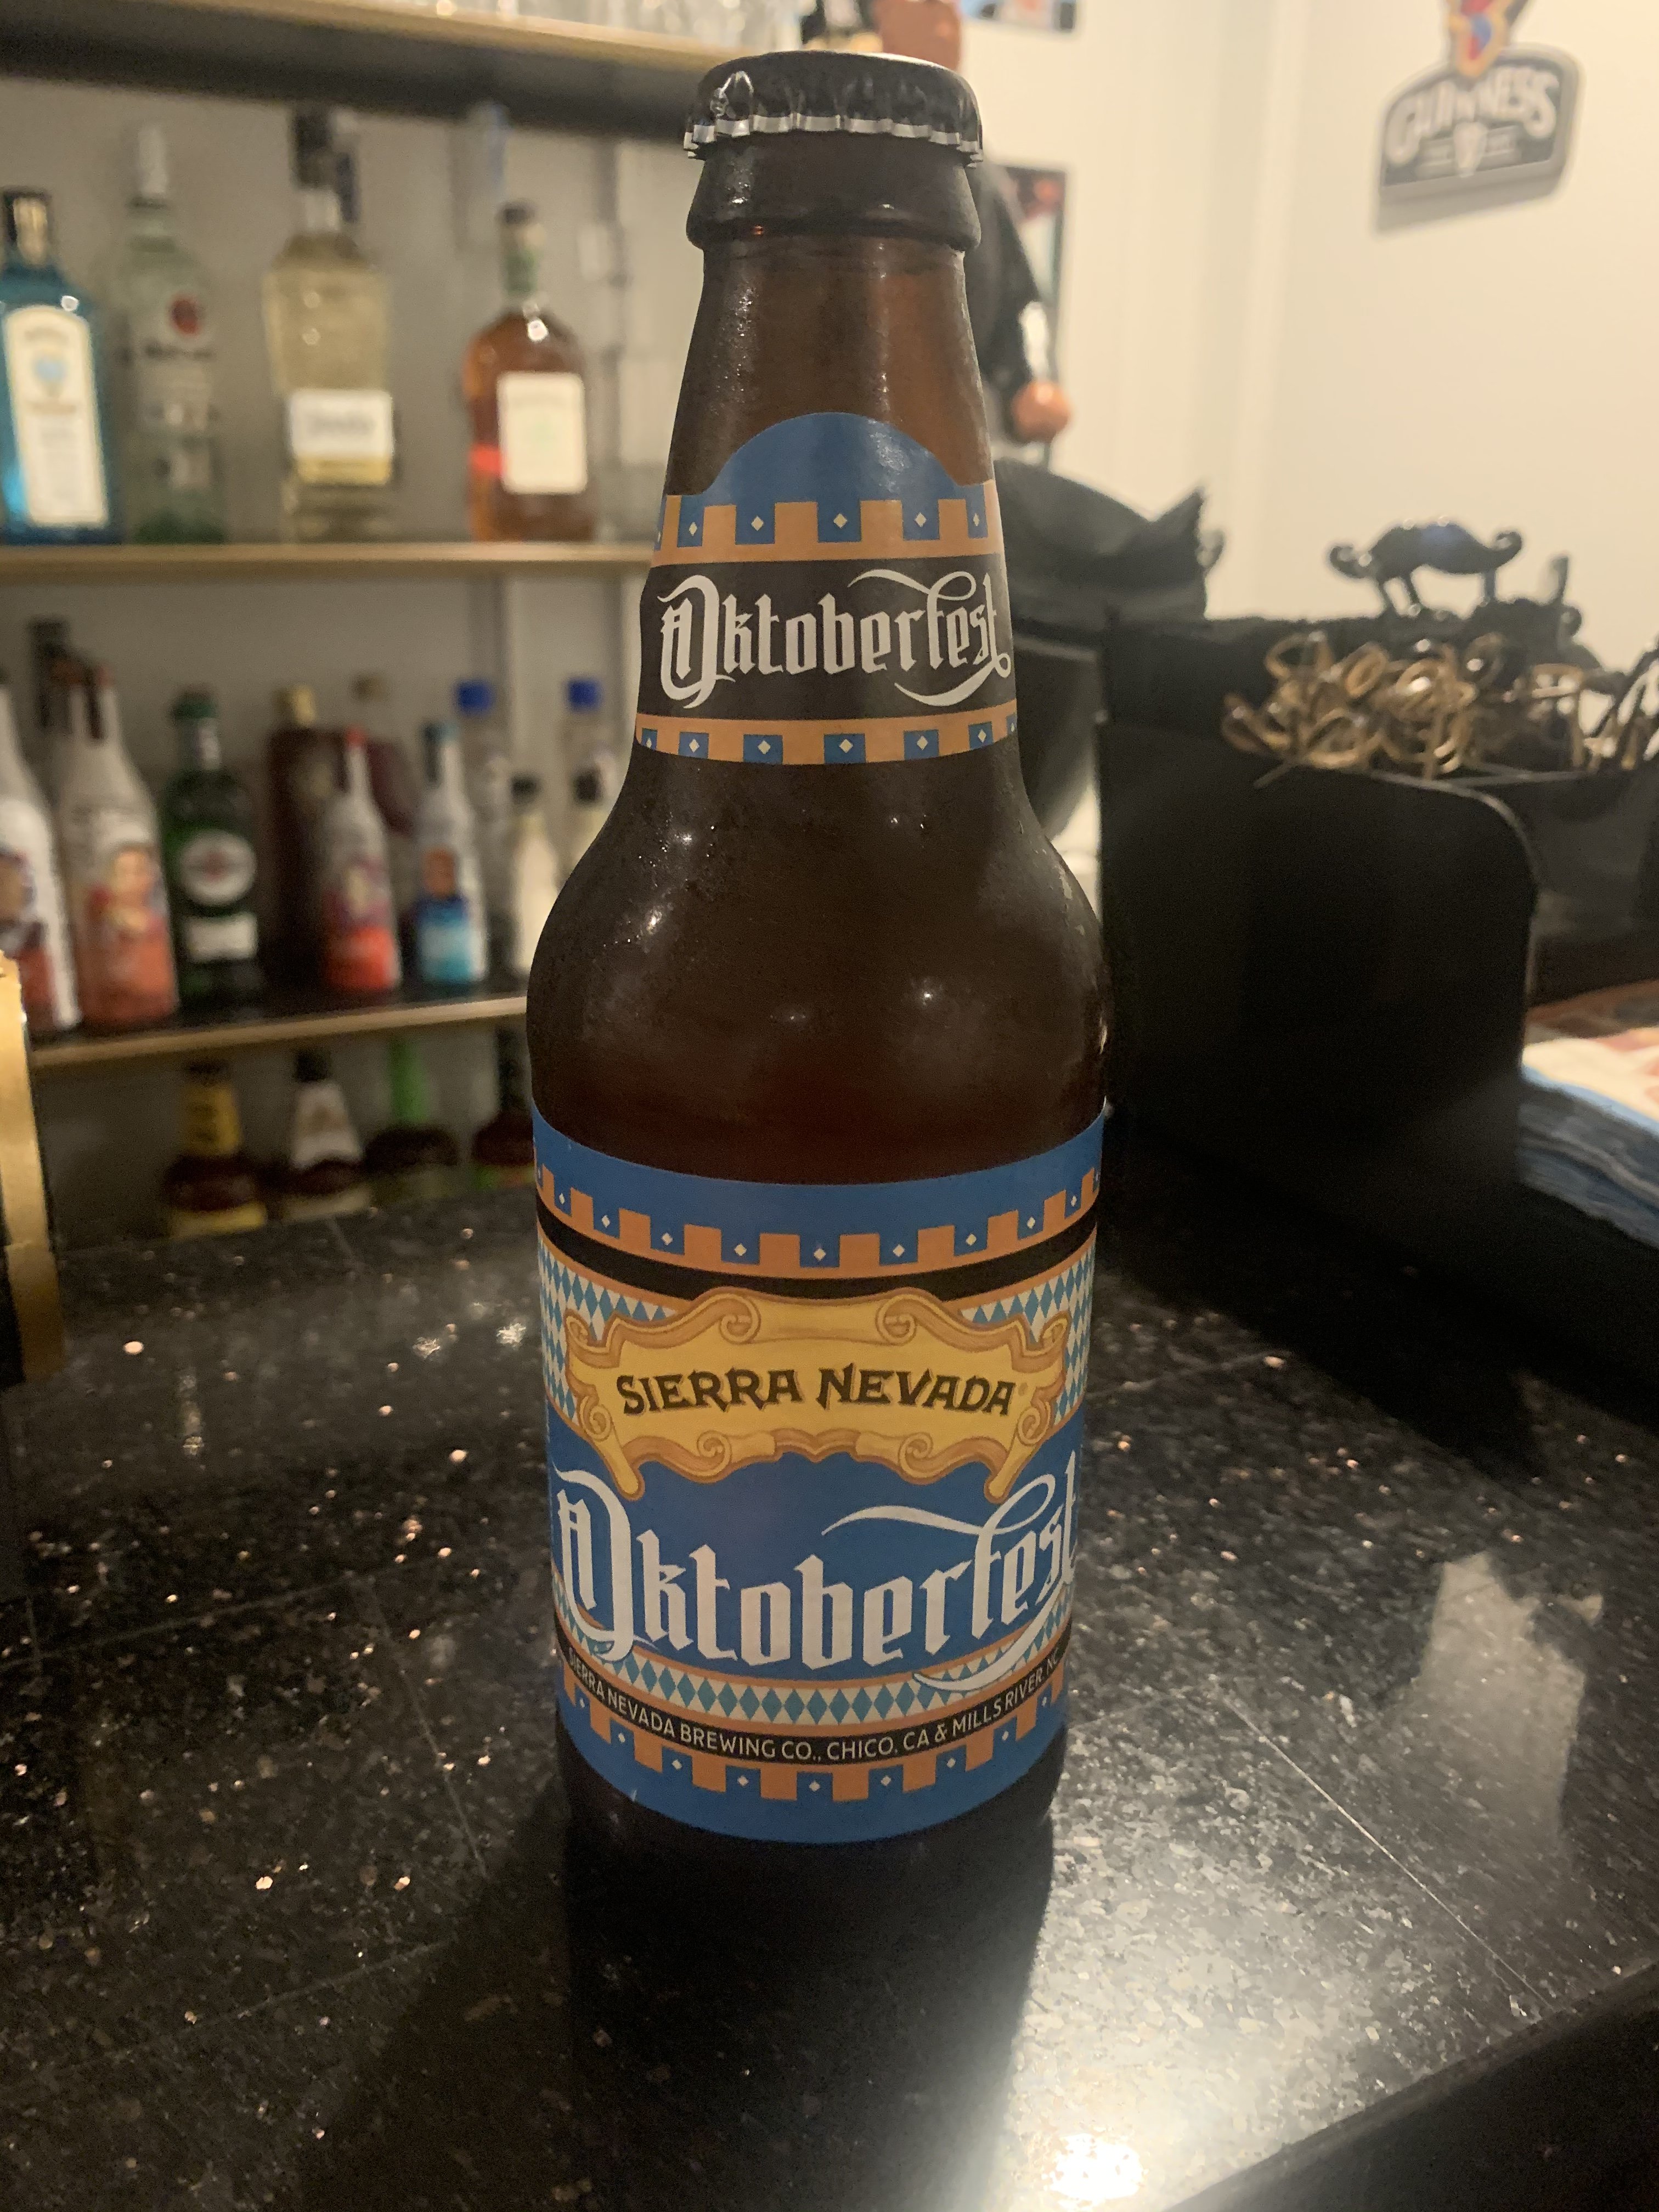 GUINNESS
Oktoberfest
SIERRA NEVADA
Oktoberfest
SIERRA NEVADA BREWING CO., CHICO, CA & MILLS RIVER, NC